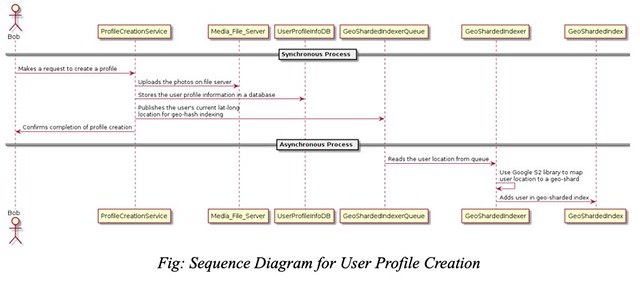 Bob
ProfileCreationService
Media_File_Server
UserProfileInfoDB
GeoShardedIndexerQueue
GeoShardedIndexer
GeoShardedIndex
Synchronous Process
Makes a request to create a profile
Uploads the photos on file server
Stores the user profile information in a database
Publishes the user's current lat-long
location for geo-hash indexing
Confirms completion of profile creation
Asynchronous Process
Reads the user location from queue
Use Google S2 library to map
user location to a geo-shard
Adds user in geo-sharded index
Bob
ProfileCreationService
Media_File_Server
UserProfileInfoDB
GeoShardedIndexerQueue
GeoShardedIndexer
GeoShardedIndex
Fig: Sequence Diagram for User Profile Creation